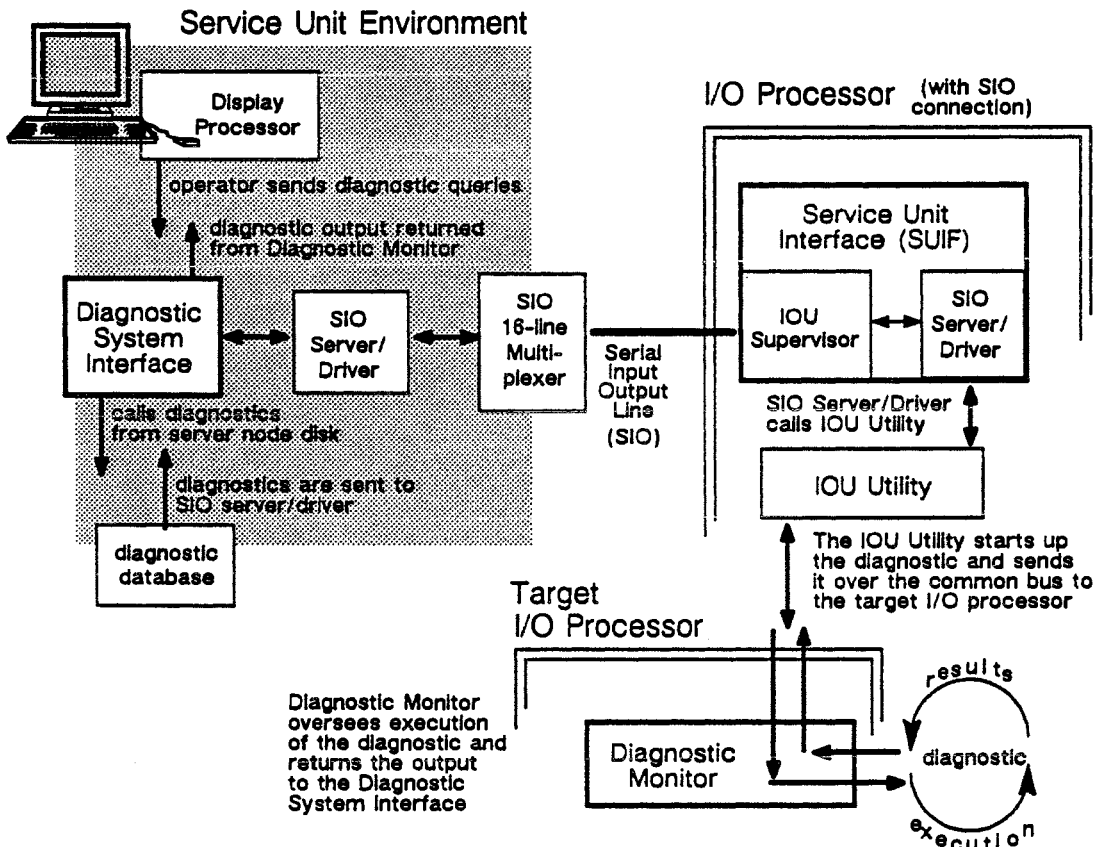 Service Unit Environment
Display
Processor
operator sends diagnostic queries
diagnostic output returned
from Diagnostic Monitor
Diagnostic
System
Interface
SIO
Server/
Driver
SIO
16-line
Multi-
plexer
calls diagnostics
from server node disk
diagnostics are sent to
SIO server/driver
diagnostic
database
Serial
Input
Output
Line
(SIO)
I/O Processor (with SIO
connection)
Service Unit
Interface (SUIF)
IOU
Supervisor
SIO
Server/
Driver
SIO Server/Driver
calls IOU Utility
IOU Utility
The IOU Utility starts up
the diagnostic and sends
it over the common bus to
the target I/O processor
Target
I/O Processor
Diagnostic Monitor
oversees execution
of the diagnostic and
returns the output
to the Diagnostic
System Interface
Diagnostic
Monitor
results
diagnostic
execution